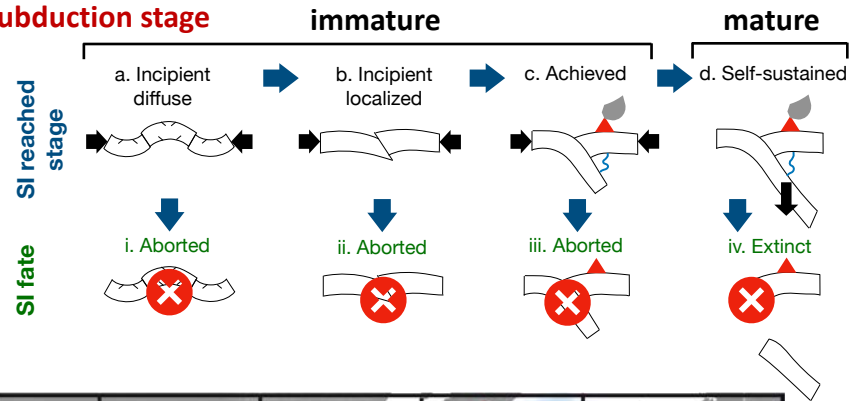 ubduction stage
immature
mature
a. Incipient
diffuse
b. Incipient
localized
c. Achieved
d. Self-sustained
SI reached
stage
i. Aborted
ii. Aborted
iii. Aborted
iv. Extinct
SI fate